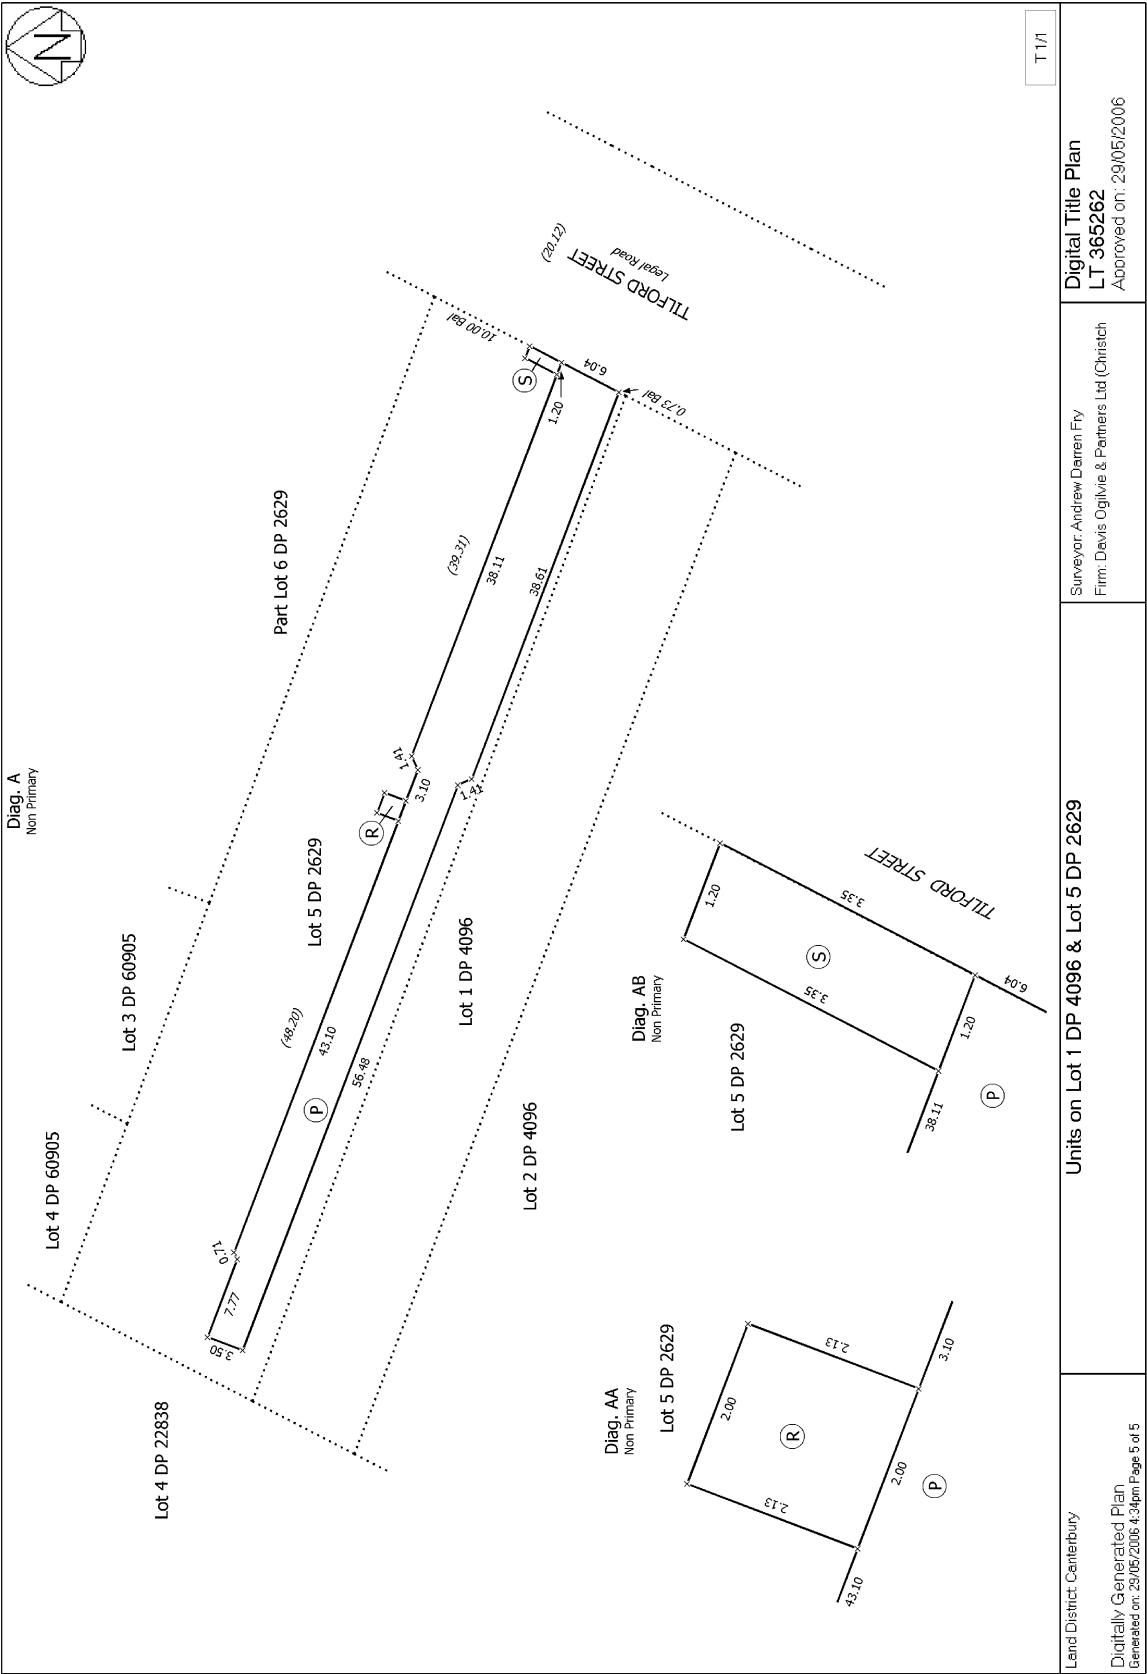 N
T 1/1
Diag. A
Non Primary
Lot 4 DP 60905
Lot 3 DP 60905
Part Lot 6 DP 2629
Lot 4 DP 22838
Lot 5 DP 2629
Lot 1 DP 4096
Lot 2 DP 4096
TILFORD STREET
Legal Road
(20.12)
10.00 Bal
S
6.04
0.73 Bal
1.20
(39.31)
38.11
38.61
1.41
3.10
1.41
R
(48.20)
43.10
56.48
P
0.71
7.77
3.50
Diag. AA
Non Primary
Lot 5 DP 2629
2.00
2.13
2.13
R
2.00
3.10
43.10
P
Diag. AB
Non Primary
Lot 5 DP 2629
1.20
3.35
3.35
S
TILFORD STREET
1.20
6.04
38.11
P
Land District: Canterbury
Digitally Generated Plan
Generated on: 29/05/2006 4:34pm Page 5 of 5
Units on Lot 1 DP 4096 & Lot 5 DP 2629
Surveyor: Andrew Darren Fry
Firm: Davis Ogilvie & Partners Ltd (Christch
Digital Title Plan
LT 365262
Approved on: 29/05/2006